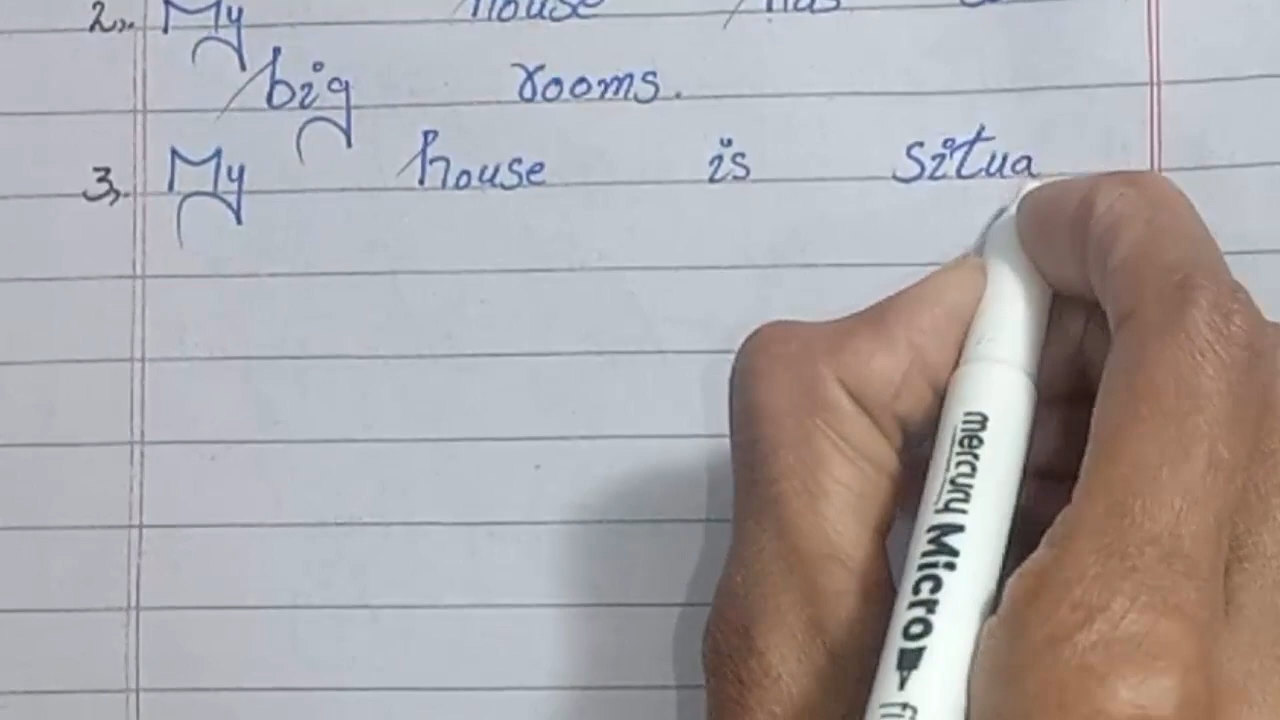 2. My house has
big rooms.
3. My house is situa
mercury Micro